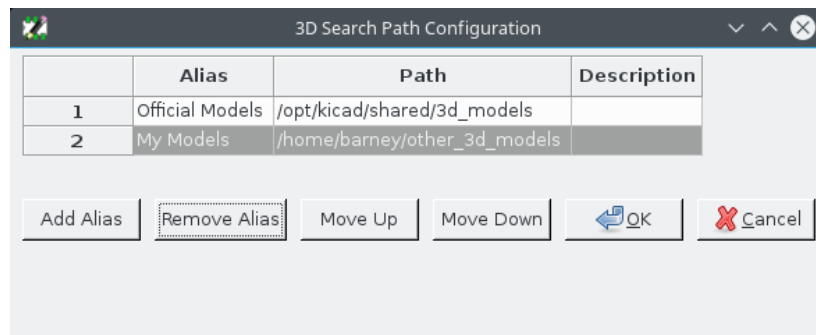 3D Search Path Configuration
Alias Path Description
1 Official Models /opt/kicad/shared/3d_models
2 My Models /home/barney/other_3d_models
Add Alias Remove Alias Move Up Move Down OK Cancel